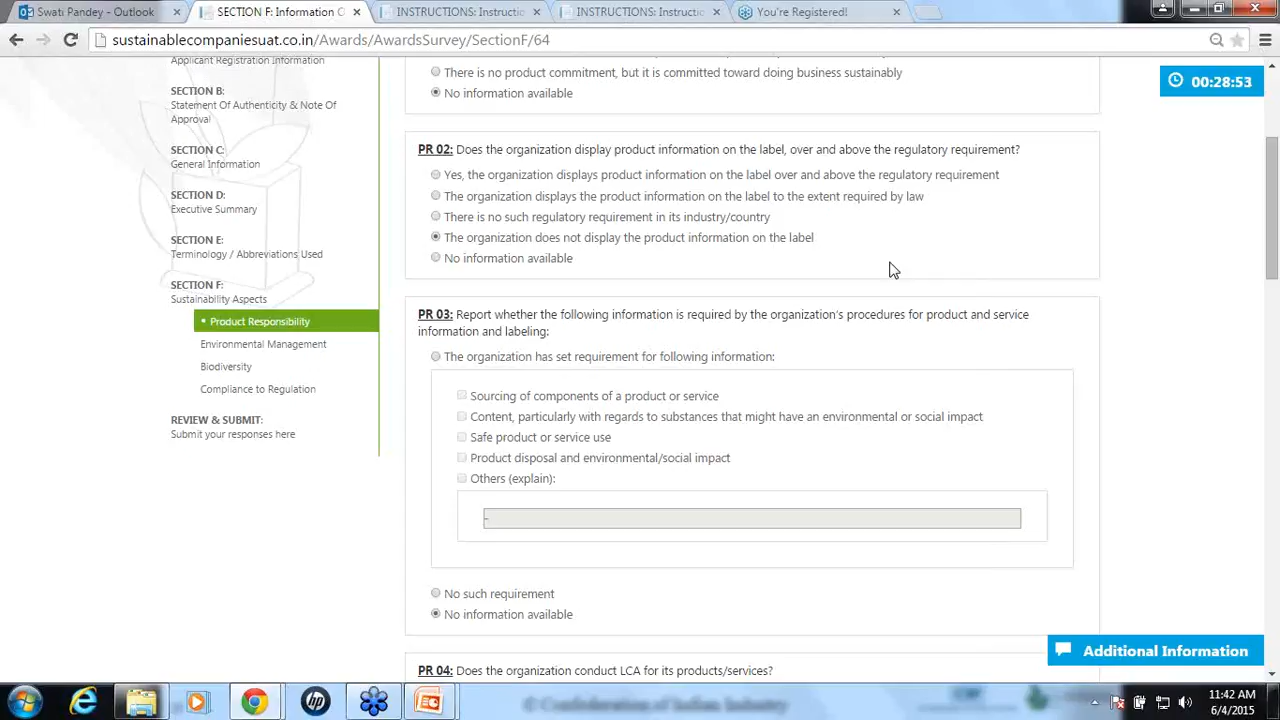 Swati Pandey - Outlook
SECTION F: Information O
INSTRUCTIONS: Instructio
INSTRUCTIONS: Instructio
You're Registered!
sustainablecompaniesuat.co.in/Awards/AwardsSurvey/SectionF/64
Applicant Registration Information
SECTION B:
Statement Of Authenticity & Note Of
Approval
SECTION C:
General Information
SECTION D:
Executive Summary
SECTION E:
Terminology / Abbreviations Used
SECTION F:
Sustainability Aspects
Product Responsibility
Environmental Management
Biodiversity
Compliance to Regulation
REVIEW & SUBMIT:
Submit your responses here
There is no product commitment, but it is committed toward doing business sustainably
No information available
00:28:53
PR 02: Does the organization display product information on the label, over and above the regulatory requirement?
Yes, the organization displays product information on the label over and above the regulatory requirement
The organization displays the product information on the label to the extent required by law
There is no such regulatory requirement in its industry/country
The organization does not display the product information on the label
No information available
PR 03: Report whether the following information is required by the organization's procedures for product and service
information and labeling:
The organization has set requirement for following information:
Sourcing of components of a product or service
Content, particularly with regards to substances that might have an environmental or social impact
Safe product or service use
Product disposal and environmental/social impact
Others (explain):
-
No such requirement
No information available
Additional Information
PR 04: Does the organization conduct LCA for its products/services?
11:42 AM
6/4/2015